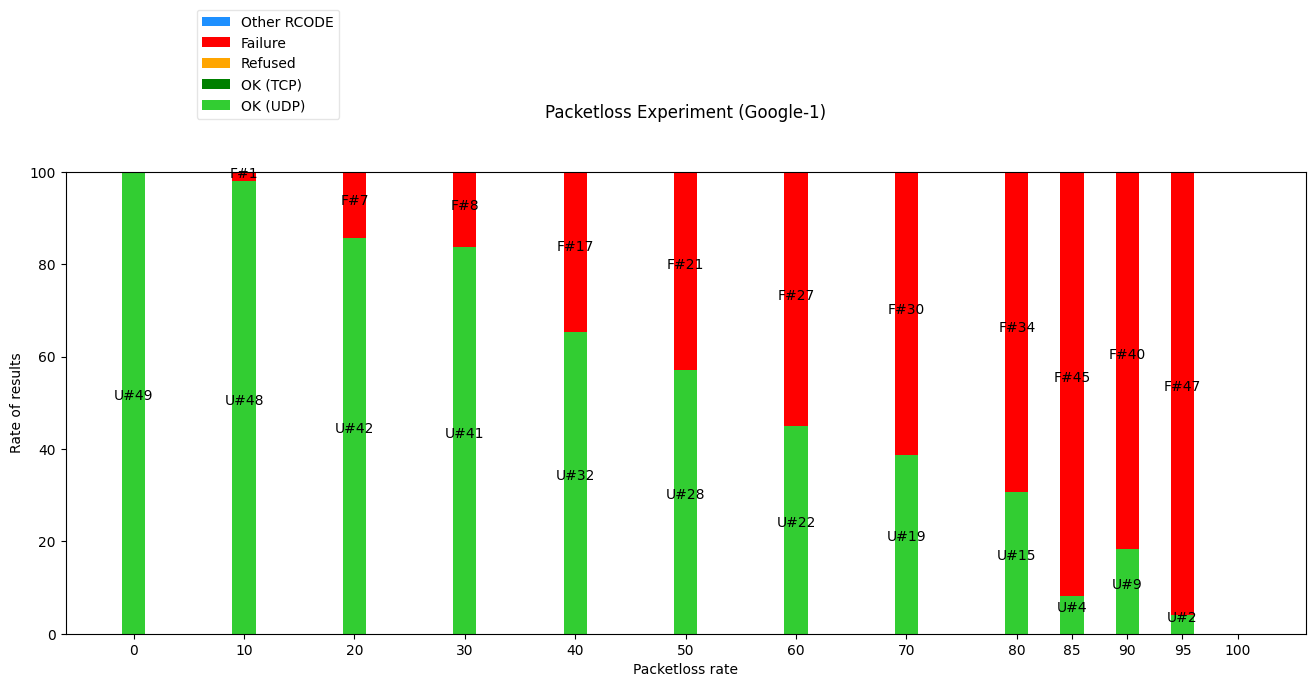 Other RCODE
Failure
Refused
OK (TCP)
OK (UDP)
Packetloss Experiment (Google-1)
100
80
60
40
20
0
Rate of results
F#1
F#7
F#8
F#17
F#21
F#27
F#30
F#34
F#45
F#40
F#47
U#49
U#48
U#42
U#41
U#32
U#28
U#22
U#19
U#15
U#4
U#9
U#2
0 10 20 30 40 50 60 70 80 85 90 95 100
Packetloss rate